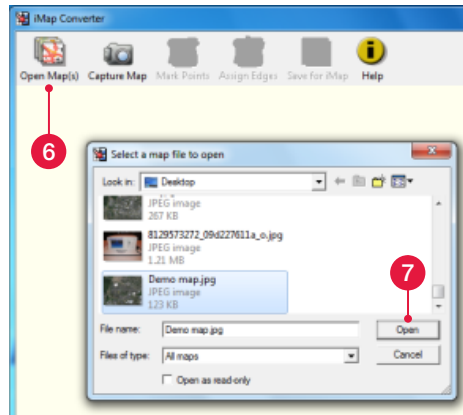 iMap Converter
Open Map(s) Capture Map Mark Points Assign Edges Save for iMap Help
6
Select a map file to open
Look in: Desktop
JPEG image
267 KB
8129573272_09d227611a_o.jpg
JPEG image
1.21 MB
Demo map.jpg
JPEG image
123 KB
7
File name: Demo map.jpg Open
Files of type: All maps Cancel
Open as read-only